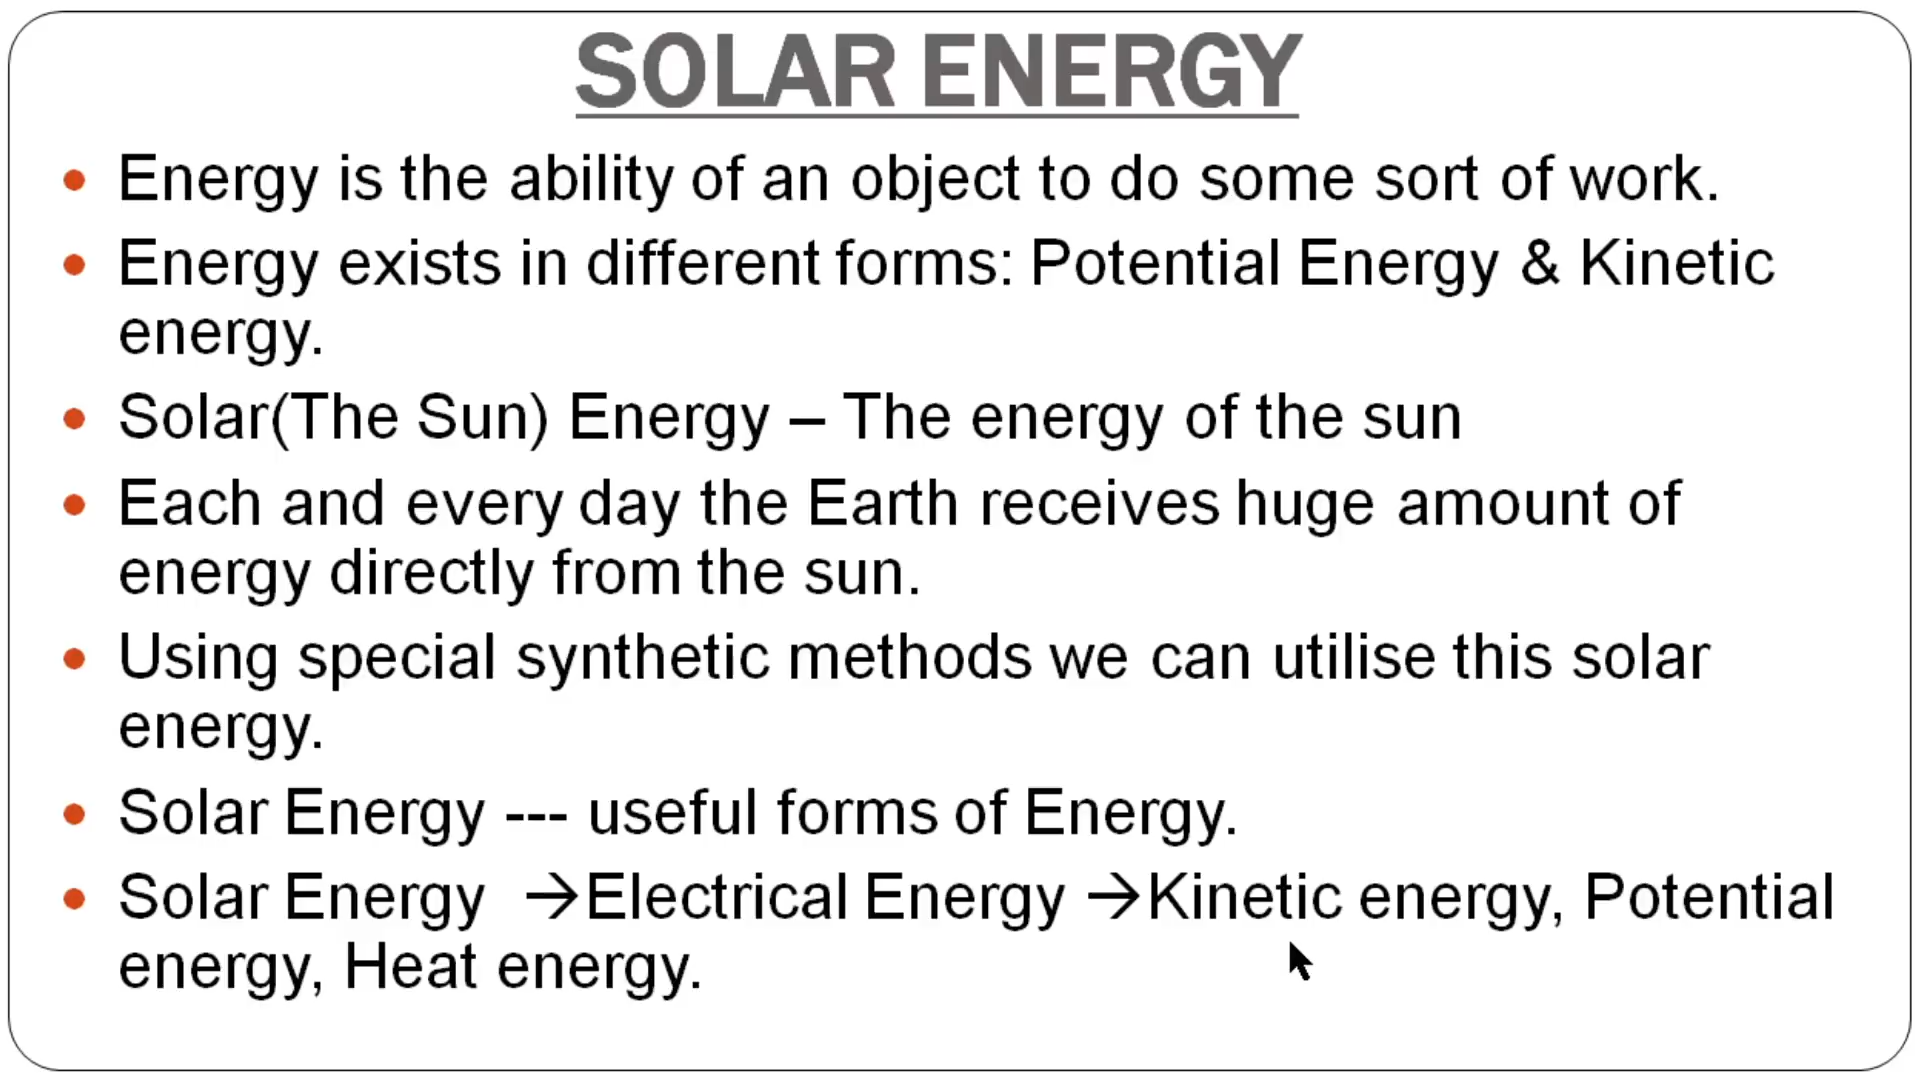 SOLAR ENERGY
• Energy is the ability of an object to do some sort of work.
• Energy exists in different forms: Potential Energy & Kinetic
energy.
• Solar(The Sun) Energy – The energy of the sun
• Each and every day the Earth receives huge amount of
energy directly from the sun.
• Using special synthetic methods we can utilise this solar
energy.
• Solar Energy --- useful forms of Energy.
• Solar Energy →Electrical Energy →Kinetic energy, Potential
energy, Heat energy.